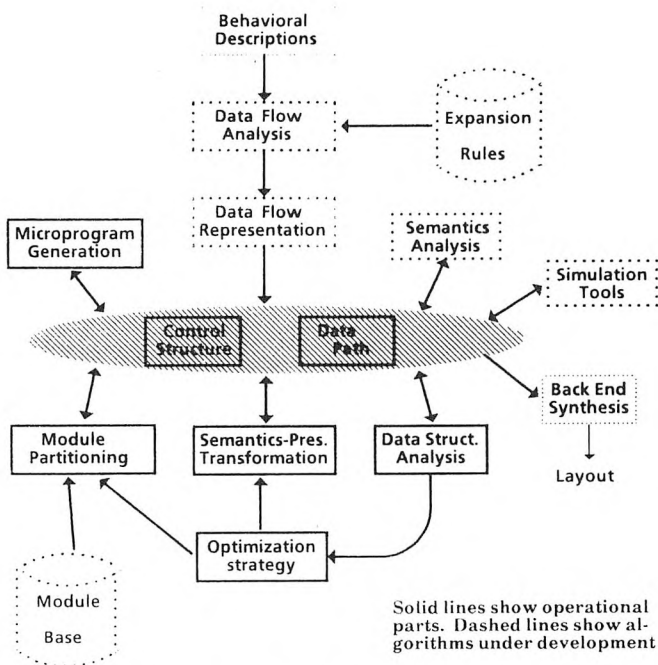 Behavioral
Descriptions
Data Flow
Analysis
Expansion
Rules
Data Flow
Representation
Microprogram
Generation
Semantics
Analysis
Simulation
Tools
Control
Structure
Data
Path
Back End
Synthesis
Module
Partitioning
Semantics-Pres.
Transformation
Data Struct.
Analysis
Layout
Optimization
strategy
Module
Base
Solid lines show operational
parts. Dashed lines show al-
gorithms under development